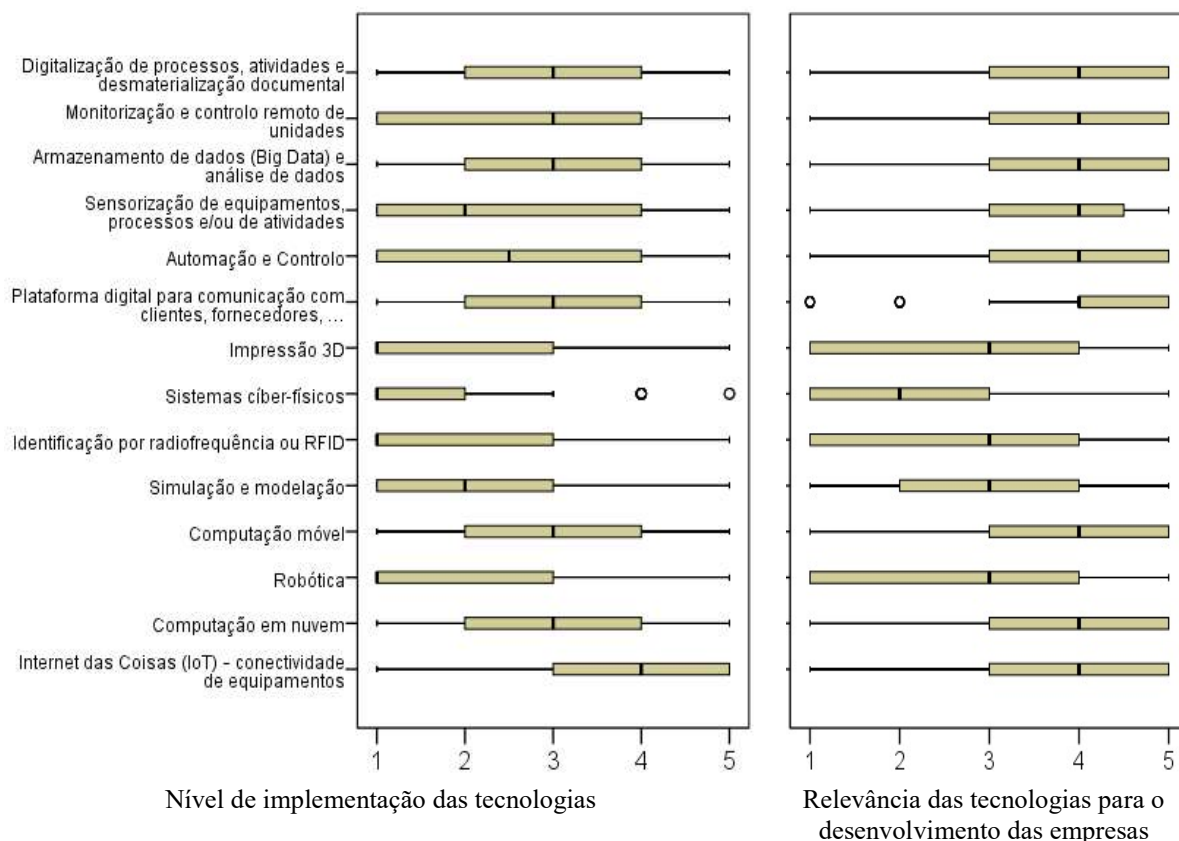 Digitalização de processos, atividades e
desmaterialização documental
Monitorização e controlo remoto de
unidades
Armazenamento de dados (Big Data) e
análise de dados
Sensorização de equipamentos,
processos e/ou de atividades
Automação e Controlo
Plataforma digital para comunicação com
clientes, fornecedores, ...
Impressão 3D
Sistemas cíber-físicos
Identificação por radiofrequência ou RFID
Simulação e modelação
Computação móvel
Robótica
Computação em nuvem
Internet das Coisas (IoT) - conectividade
de equipamentos
1 2 3 4 5
Nível de implementação das tecnologias
1 2 3 4 5
Relevância das tecnologias para o
desenvolvimento das empresas